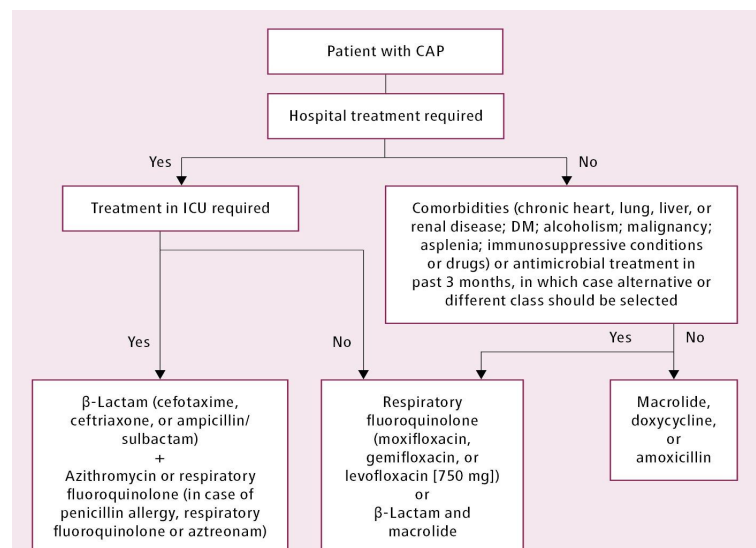 Patient with CAP
Hospital treatment required
Yes
No
Treatment in ICU required
Comorbidities (chronic heart, lung, liver, or
renal disease; DM; alcoholism; malignancy;
asplenia; immunosuppressive conditions
or drugs) or antimicrobial treatment in
past 3 months, in which case alternative or
different class should be selected
Yes
No
Yes
No
β-Lactam (cefotaxime,
ceftriaxone, or ampicillin/
sulbactam)
+
Azithromycin or respiratory
fluoroquinolone (in case of
penicillin allergy, respiratory
fluoroquinolone or aztreonam)
Respiratory
fluoroquinolone
(moxifloxacin,
gemifloxacin, or
levofloxacin [750 mg])
or
β-Lactam and
macrolide
Macrolide,
doxycycline,
or
amoxicillin